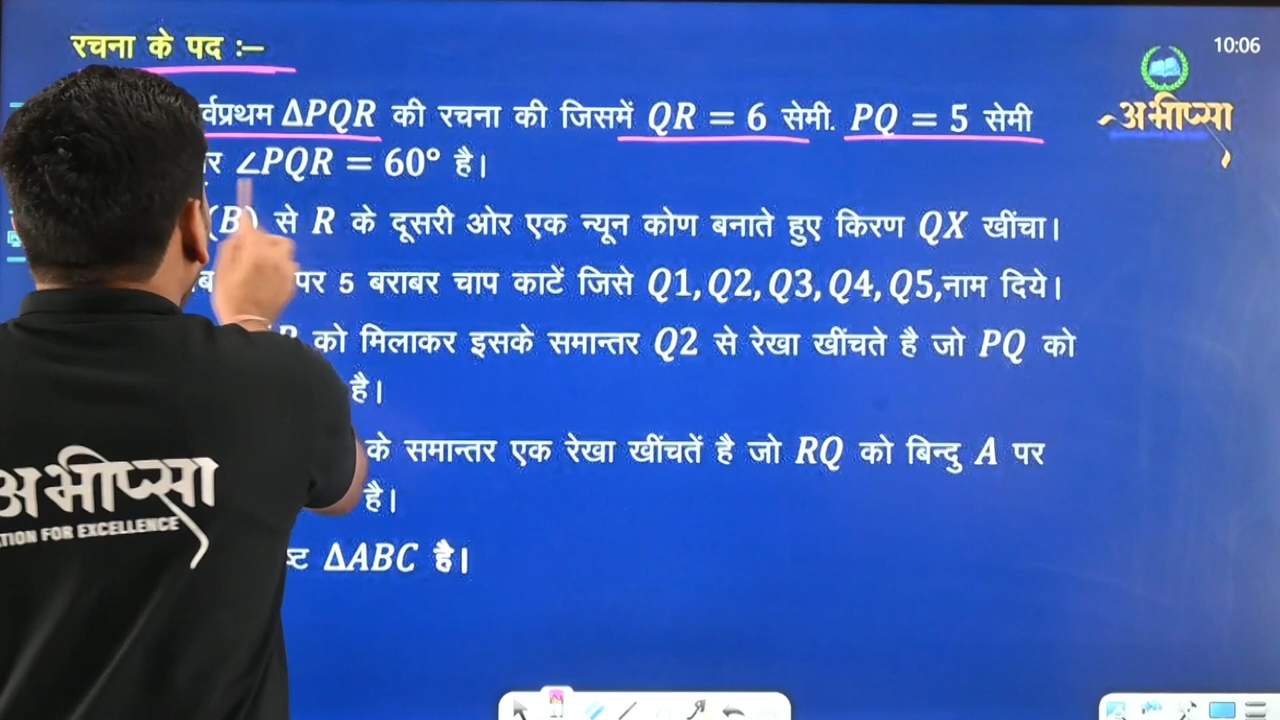 रचना के पद :–
10:06
अभीप्सा
र्वप्रथम ΔPQR की रचना की जिसमें QR = 6 सेमी. PQ = 5 सेमी
र ∠PQR = 60° है।
(B) से R के दूसरी ओर एक न्यून कोण बनाते हुए किरण QX खींचा।
पर 5 बराबर चाप काटें जिसे Q1, Q2, Q3, Q4, Q5,नाम दिये।
को मिलाकर इसके समान्तर Q2 से रेखा खींचते है जो PQ को
है।
के समान्तर एक रेखा खींचतें है जो RQ को बिन्दु A पर
है।
ष्ट ΔABC है।
अभीप्सा
TION FOR EXCELLENCE